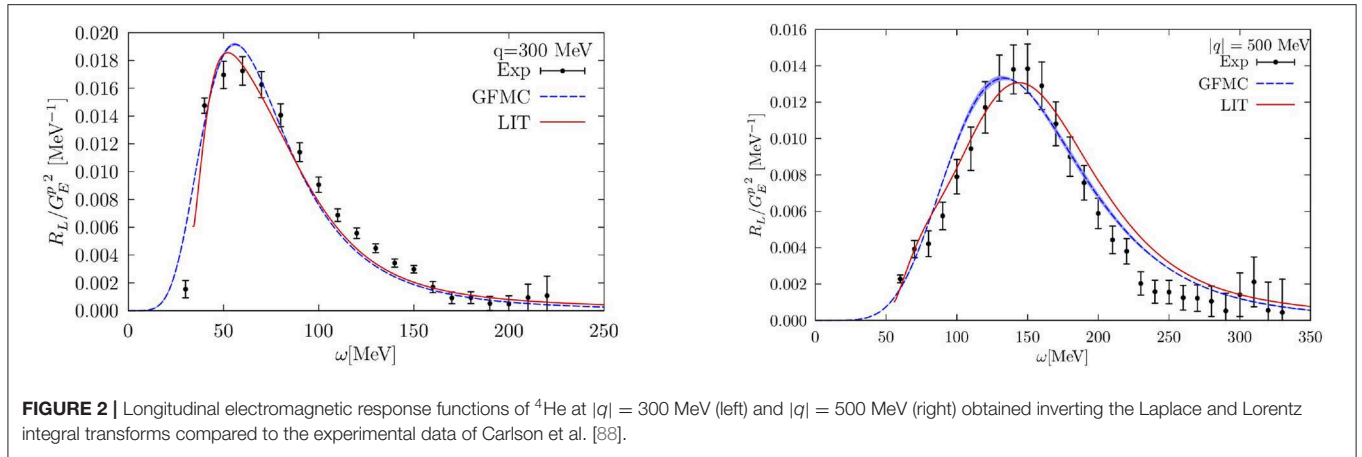 0.020
0.018
0.016
0.014
0.012
0.010
0.008
0.006
0.004
0.002
0.000
R_L/G_E^p 2 [MeV−1]
q=300 MeV
Exp
GFMC
LIT
0 50 100 150 200 250
ω[MeV]
0.016
0.014
0.012
0.010
0.008
0.006
0.004
0.002
0.000
R_L/G_E^p 2 [MeV−1]
|q| = 500 MeV
Exp
GFMC
LIT
0 50 100 150 200 250 300 350
ω[MeV]
FIGURE 2 | Longitudinal electromagnetic response functions of 4He at |q| = 300 MeV (left) and |q| = 500 MeV (right) obtained inverting the Laplace and Lorentz
integral transforms compared to the experimental data of Carlson et al. [88].